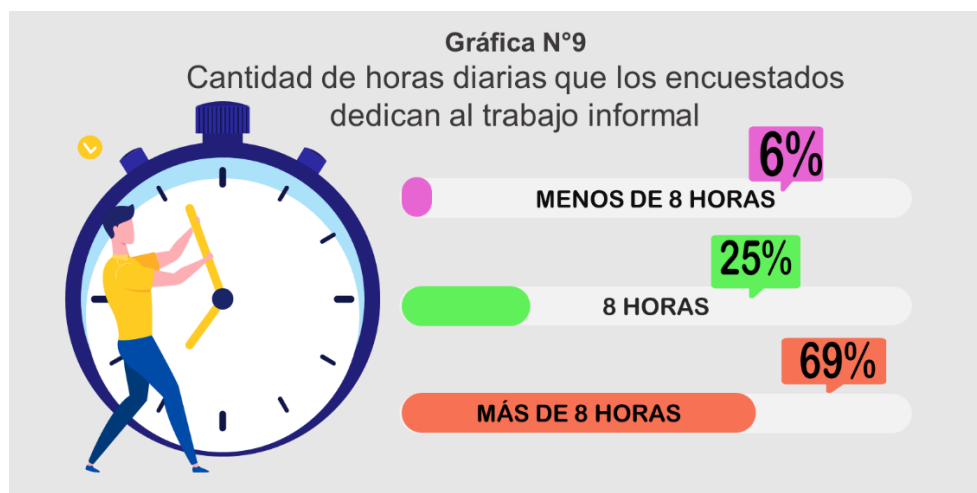 Gráfica N°9
Cantidad de horas diarias que los encuestados
dedican al trabajo informal
6%
MENOS DE 8 HORAS
25%
8 HORAS
69%
MÁS DE 8 HORAS